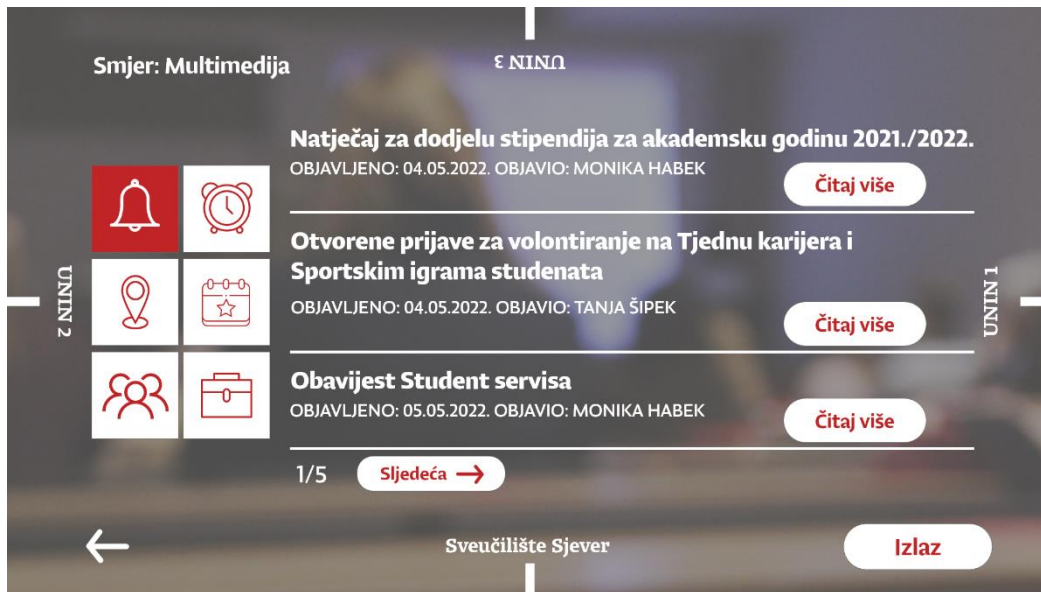 Smjer: Multimedija
UNIN 3
Natječaj za dodjelu stipendija za akademsku godinu 2021./2022.
OBJAVLJENO: 04.05.2022. OBJAVIO: MONIKA HABEK
Čitaj više
Otvorene prijave za volontiranje na Tjednu karijera i
Sportskim igrama studenata
OBJAVLJENO: 04.05.2022. OBJAVIO: TANJA ŠIPEK
Čitaj više
UNIN 2
UNIN 1
Obavijest Student servisa
OBJAVLJENO: 05.05.2022. OBJAVIO: MONIKA HABEK
Čitaj više
1/5
Sljedeća
Sveučilište Sjever
Izlaz